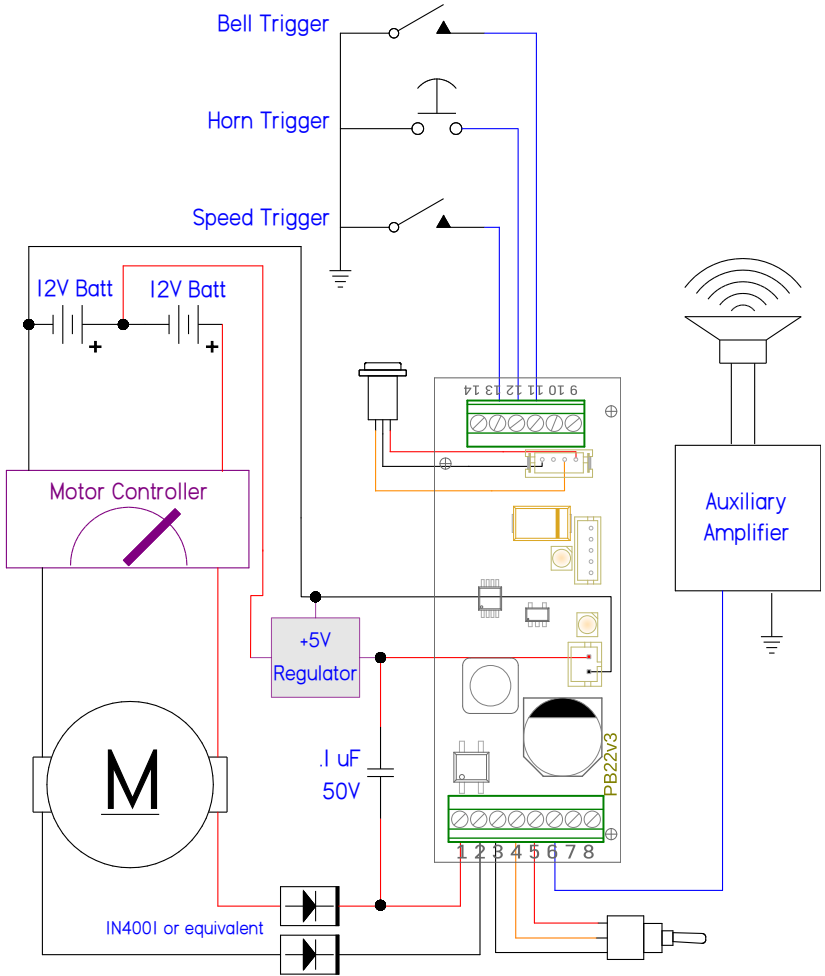 Bell Trigger
Horn Trigger
Speed Trigger
12V Batt
12V Batt
+
+
14 13 12 11 10 9
Motor Controller
Auxiliary
Amplifier
+5V
Regulator
M
.1 uF
50V
PB22v3
1 2 3 4 5 6 7 8
1N4001 or equivalent